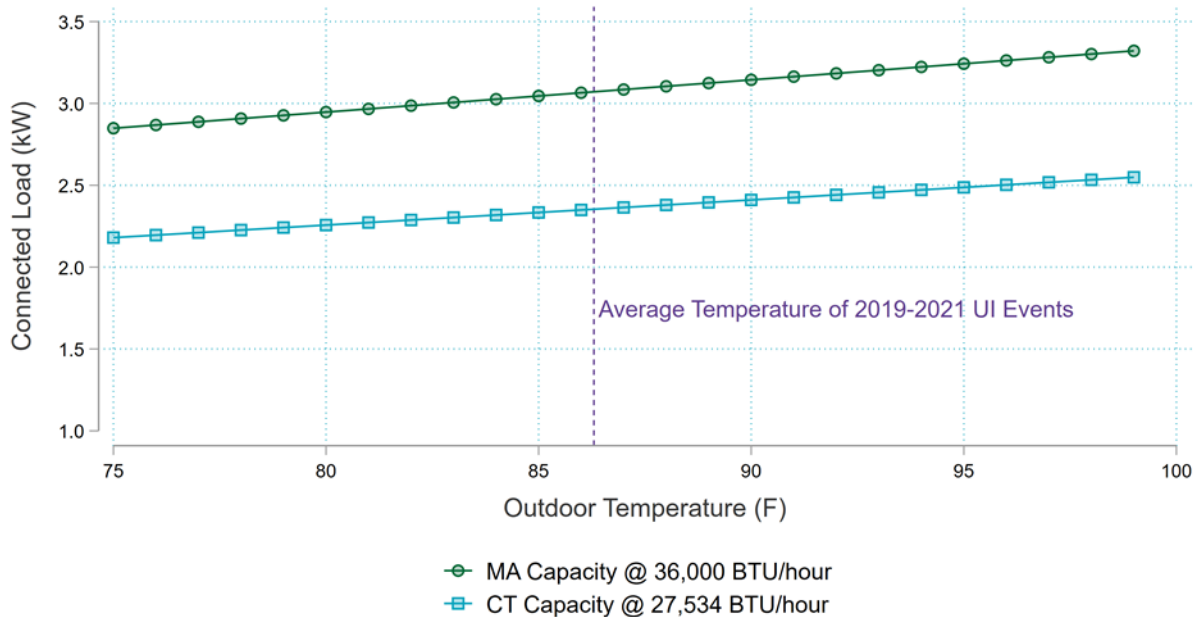 3.5
3.0
2.5
2.0
1.5
1.0
Connected Load (kW)
Average Temperature of 2019-2021 UI Events
75 80 85 90 95 100
Outdoor Temperature (F)
MA Capacity @ 36,000 BTU/hour
CT Capacity @ 27,534 BTU/hour